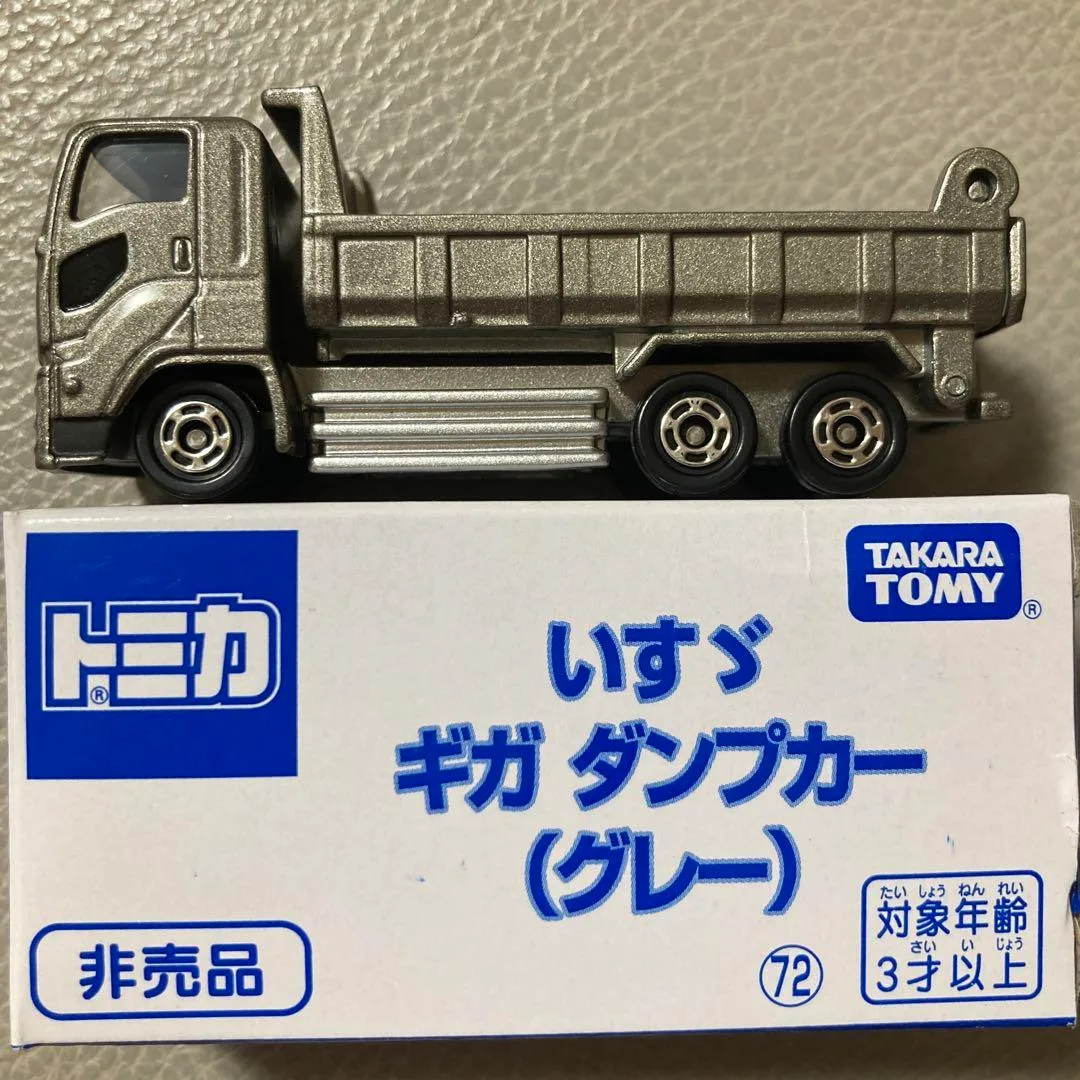 トミカ®
TAKARA
TOMY®
いすゞ
ギガ ダンプカー
(グレー)
非売品
72
たいしょうねんれい
対象年齢
さいいじょう
3才以上